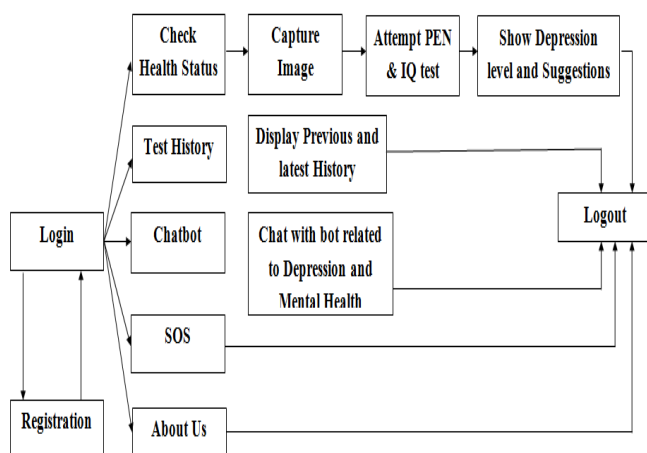 Check
Health Status
Capture
Image
Attempt PEN
& IQ test
Show Depression
level and Suggestions
Test History
Display Previous and
latest History
Login
Chatbot
Chat with bot related
to Depression and
Mental Health
Logout
SOS
Registration
About Us